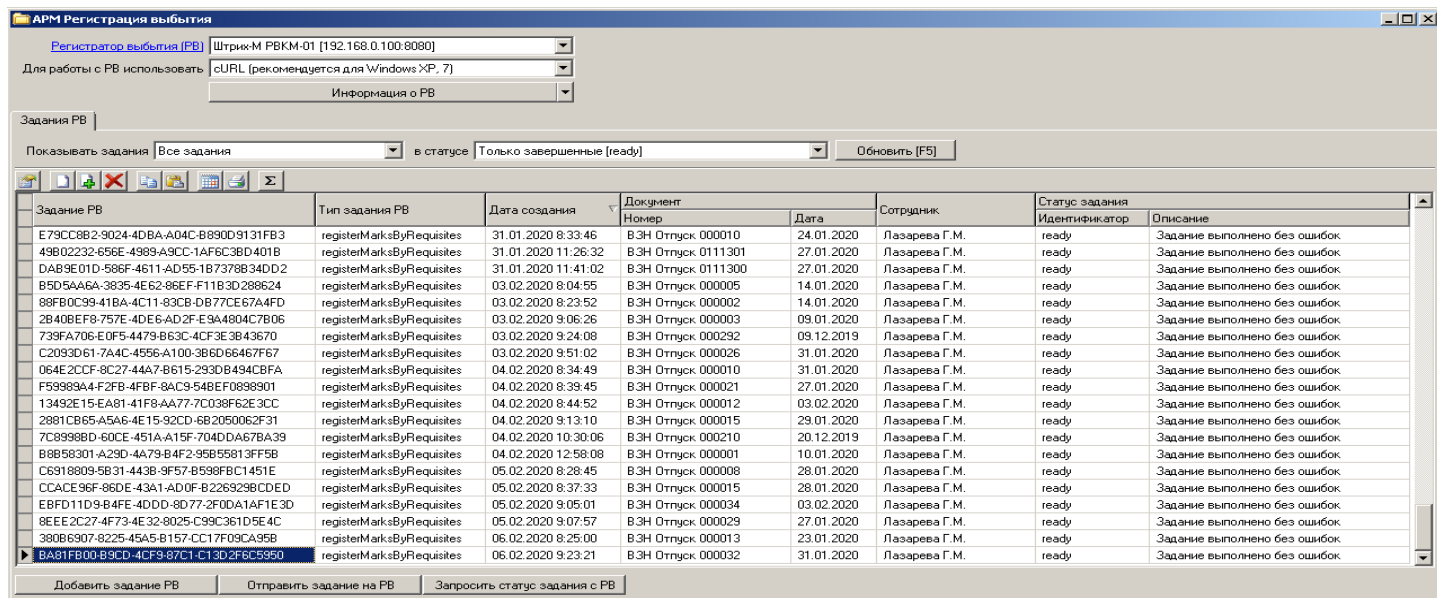 АРМ Регистрация выбытия
Регистратор выбытия (РВ) Штрих-М РВКМ-01 [192.168.0.100:8080]
Для работы с РВ использовать cURL (рекомендуется для Windows XP, 7)
Информация о РВ
Задания РВ
Показывать задания Все задания в статусе Только завершенные [ready] Обновить [F5]
Σ
Задание РВ Тип задания РВ Дата создания Документ Сотрудник Статус задания
Номер Дата Идентификатор Описание
E79CC8B2-9024-4DBA-A04C-B890D9131FB3 registerMarksByRequisites 31.01.2020 8:33:46 ВЗН Отпуск 000010 24.01.2020 Лазарева Г.М. ready Задание выполнено без ошибок
49B02232-656E-4989-A9CC-1AF6C3BD401B registerMarksByRequisites 31.01.2020 11:26:32 ВЗН Отпуск 0111301 27.01.2020 Лазарева Г.М. ready Задание выполнено без ошибок
DAB9E01D-586F-4611-AD55-1B7378B34DD2 registerMarksByRequisites 31.01.2020 11:41:02 ВЗН Отпуск 0111300 27.01.2020 Лазарева Г.М. ready Задание выполнено без ошибок
B5D5AA6A-3835-4E62-86EF-F11B3D288624 registerMarksByRequisites 03.02.2020 8:04:55 ВЗН Отпуск 000005 14.01.2020 Лазарева Г.М. ready Задание выполнено без ошибок
88FB0C99-41BA-4C11-83CB-DB77CE67A4FD registerMarksByRequisites 03.02.2020 8:23:52 ВЗН Отпуск 000002 14.01.2020 Лазарева Г.М. ready Задание выполнено без ошибок
2B40BEF8-757E-4DE6-AD2F-E9A4804C7B06 registerMarksByRequisites 03.02.2020 9:06:26 ВЗН Отпуск 000003 09.01.2020 Лазарева Г.М. ready Задание выполнено без ошибок
739FA706-E0F5-4479-B63C-4CF3E3B43670 registerMarksByRequisites 03.02.2020 9:24:08 ВЗН Отпуск 000292 09.12.2019 Лазарева Г.М. ready Задание выполнено без ошибок
C2093D61-7A4C-4556-A100-3B6D66467F67 registerMarksByRequisites 03.02.2020 9:51:02 ВЗН Отпуск 000026 31.01.2020 Лазарева Г.М. ready Задание выполнено без ошибок
064E2CCF-8C27-44A7-B615-293DB494CBFA registerMarksByRequisites 04.02.2020 8:34:49 ВЗН Отпуск 000010 31.01.2020 Лазарева Г.М. ready Задание выполнено без ошибок
F59989A4-F2FB-4FBF-8AC9-54BEF0898901 registerMarksByRequisites 04.02.2020 8:39:45 ВЗН Отпуск 000021 27.01.2020 Лазарева Г.М. ready Задание выполнено без ошибок
13492E15-EA81-41F8-AA77-7C038F62E3CC registerMarksByRequisites 04.02.2020 8:44:52 ВЗН Отпуск 000012 03.02.2020 Лазарева Г.М. ready Задание выполнено без ошибок
2881CB65-A5A6-4E15-92CD-6B2050062F31 registerMarksByRequisites 04.02.2020 9:13:10 ВЗН Отпуск 000015 29.01.2020 Лазарева Г.М. ready Задание выполнено без ошибок
7C8998BD-60CE-451A-A15F-704DDA67BA39 registerMarksByRequisites 04.02.2020 10:30:06 ВЗН Отпуск 000210 20.12.2019 Лазарева Г.М. ready Задание выполнено без ошибок
B8B58301-A29D-4A79-B4F2-95B55813FF5B registerMarksByRequisites 04.02.2020 12:58:08 ВЗН Отпуск 000001 10.01.2020 Лазарева Г.М. ready Задание выполнено без ошибок
C6918809-5B31-443B-9F57-B598FBC1451E registerMarksByRequisites 05.02.2020 8:28:45 ВЗН Отпуск 000008 28.01.2020 Лазарева Г.М. ready Задание выполнено без ошибок
CCACE96F-86DE-43A1-AD0F-B226929BCDED registerMarksByRequisites 05.02.2020 8:37:33 ВЗН Отпуск 000015 28.01.2020 Лазарева Г.М. ready Задание выполнено без ошибок
EBFD11D9-B4FE-4DDD-8D77-2F0DA1AF1E3D registerMarksByRequisites 05.02.2020 9:05:01 ВЗН Отпуск 000034 03.02.2020 Лазарева Г.М. ready Задание выполнено без ошибок
8EEE2C27-4F73-4E32-8025-C99C361D5E4C registerMarksByRequisites 05.02.2020 9:07:57 ВЗН Отпуск 000029 27.01.2020 Лазарева Г.М. ready Задание выполнено без ошибок
380B6907-8225-45A5-B157-CC17F09CA95B registerMarksByRequisites 06.02.2020 8:25:00 ВЗН Отпуск 000013 23.01.2020 Лазарева Г.М. ready Задание выполнено без ошибок
BA81FB00-B9CD-4CF9-87C1-C13D2F6C5950 registerMarksByRequisites 06.02.2020 9:23:21 ВЗН Отпуск 000032 31.01.2020 Лазарева Г.М. ready Задание выполнено без ошибок
Добавить задание РВ Отправить задание на РВ Запросить статус задания с РВ